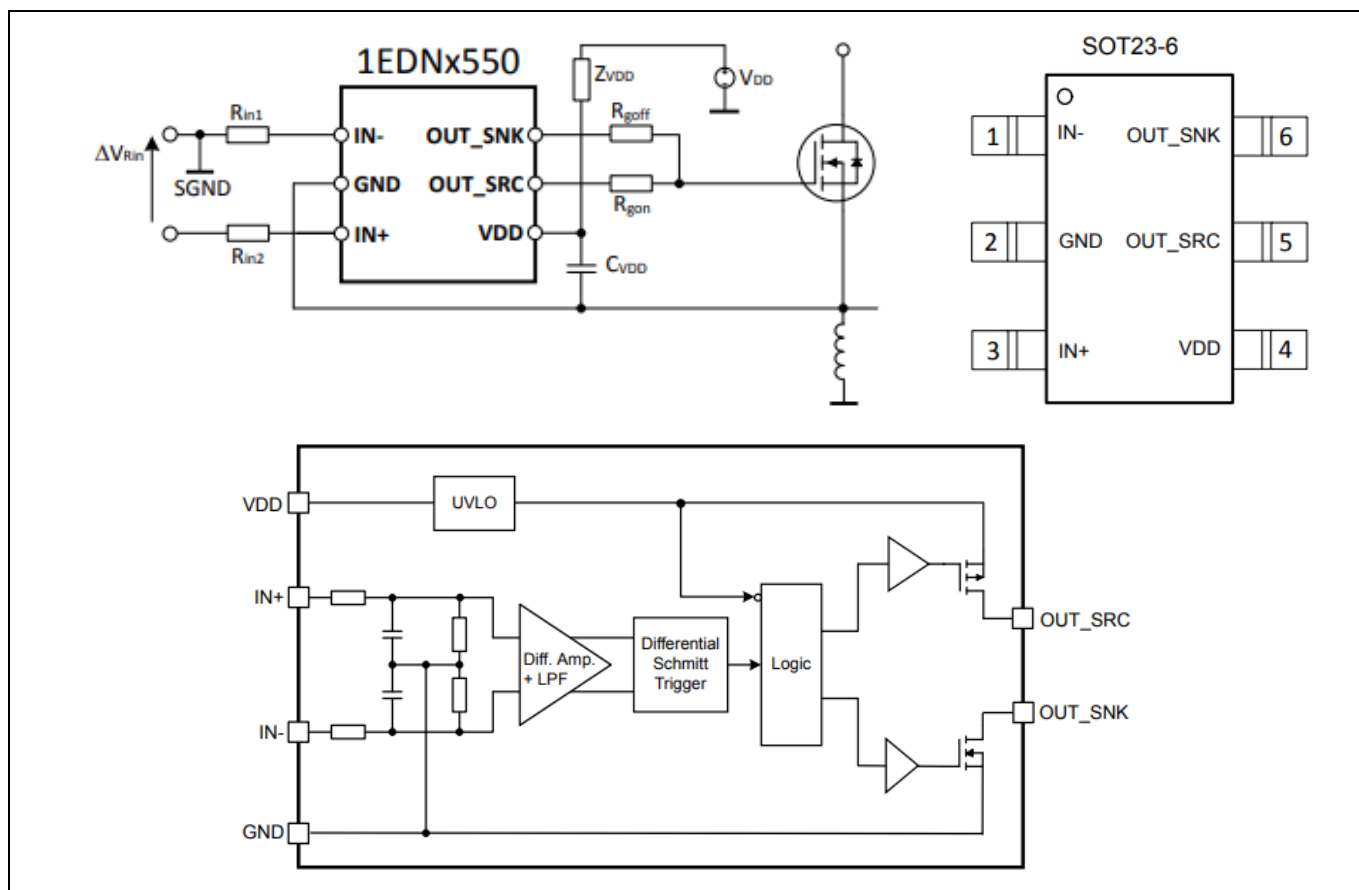 1EDNx550
SOT23-6
ZVDD
VDD
Rin1
Rgoff
IN-
OUT_SNK
ΔVRin
SGND
GND
OUT_SRC
Rgon
IN+
VDD
Rin2
CVDD
1
IN-
OUT_SNK
6
2
GND
OUT_SRC
5
3
IN+
VDD
4
VDD
UVLO
IN+
OUT_SRC
Diff. Amp.
+ LPF
Differential
Schmitt
Trigger
Logic
IN-
OUT_SNK
GND